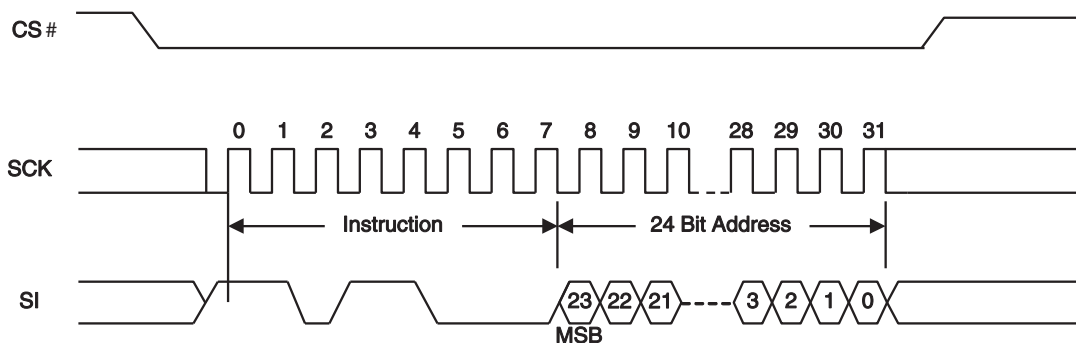 CS #
0 1 2 3 4 5 6 7 8 9 10 28 29 30 31
SCK
Instruction 24 Bit Address
SI 23 22 21 3 2 1 0
MSB